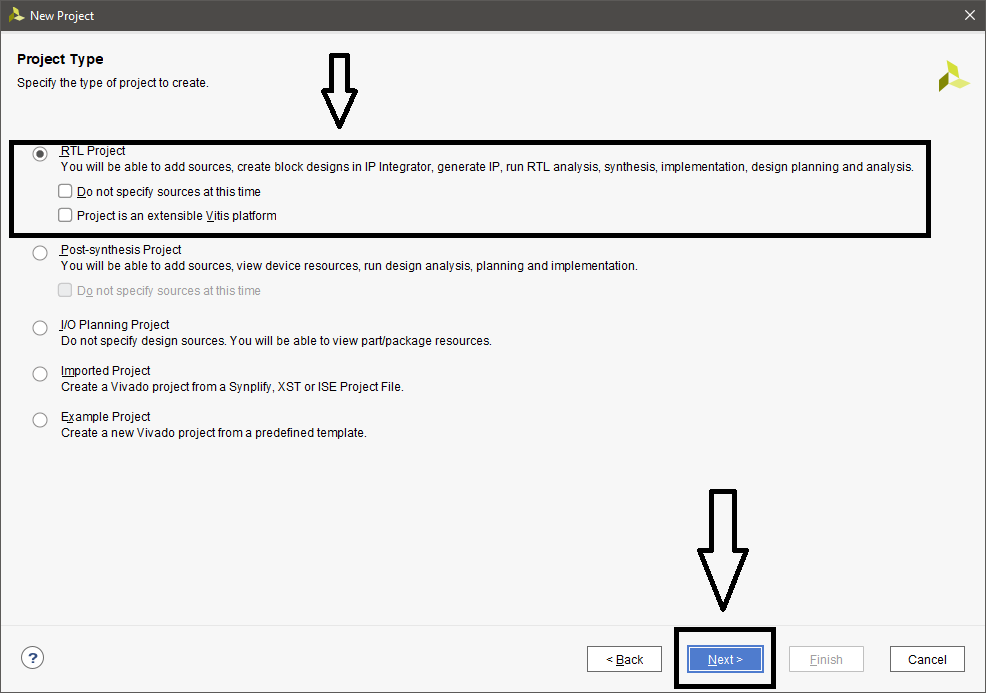 New Project
Project Type
Specify the type of project to create.
RTL Project
You will be able to add sources, create block designs in IP Integrator, generate IP, run RTL analysis, synthesis, implementation, design planning and analysis.
Do not specify sources at this time
Project is an extensible Vitis platform
Post-synthesis Project
You will be able to add sources, view device resources, run design analysis, planning and implementation.
Do not specify sources at this time
I/O Planning Project
Do not specify design sources. You will be able to view part/package resources.
Imported Project
Create a Vivado project from a Synplify, XST or ISE Project File.
Example Project
Create a new Vivado project from a predefined template.
? < Back Next > Finish Cancel